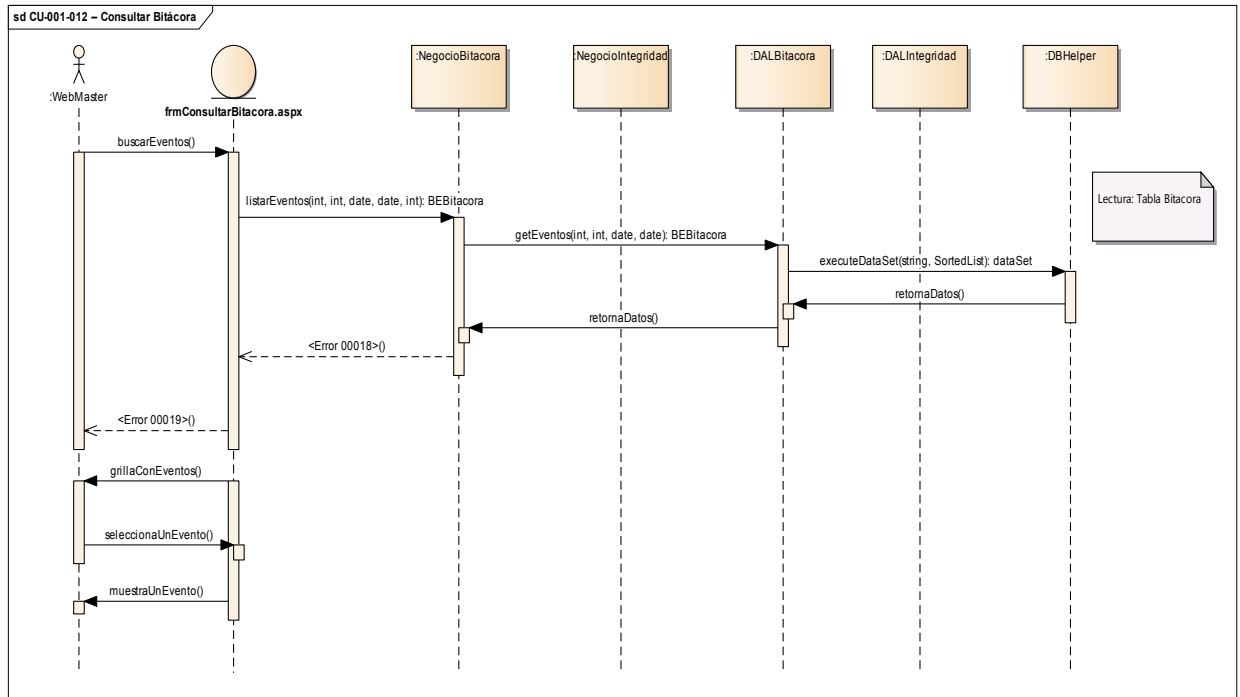 sd CU-001-012 – Consultar Bitácora
:WebMaster
frmConsultarBitacora.aspx
:NegocioBitacora
:NegocioIntegridad
:DALBitacora
:DALIntegridad
:DBHelper
buscarEventos()
Lectura: Tabla Bitacora
listarEventos(int, int, date, date, int): BEBitacora
getEventos(int, int, date, date): BEBitacora
executeDataSet(string, SortedList): dataSet
retornaDatos()
retornaDatos()
<Error 00018>()
<Error 00019>()
grillaConEventos()
seleccionaUnEvento()
muestraUnEvento()